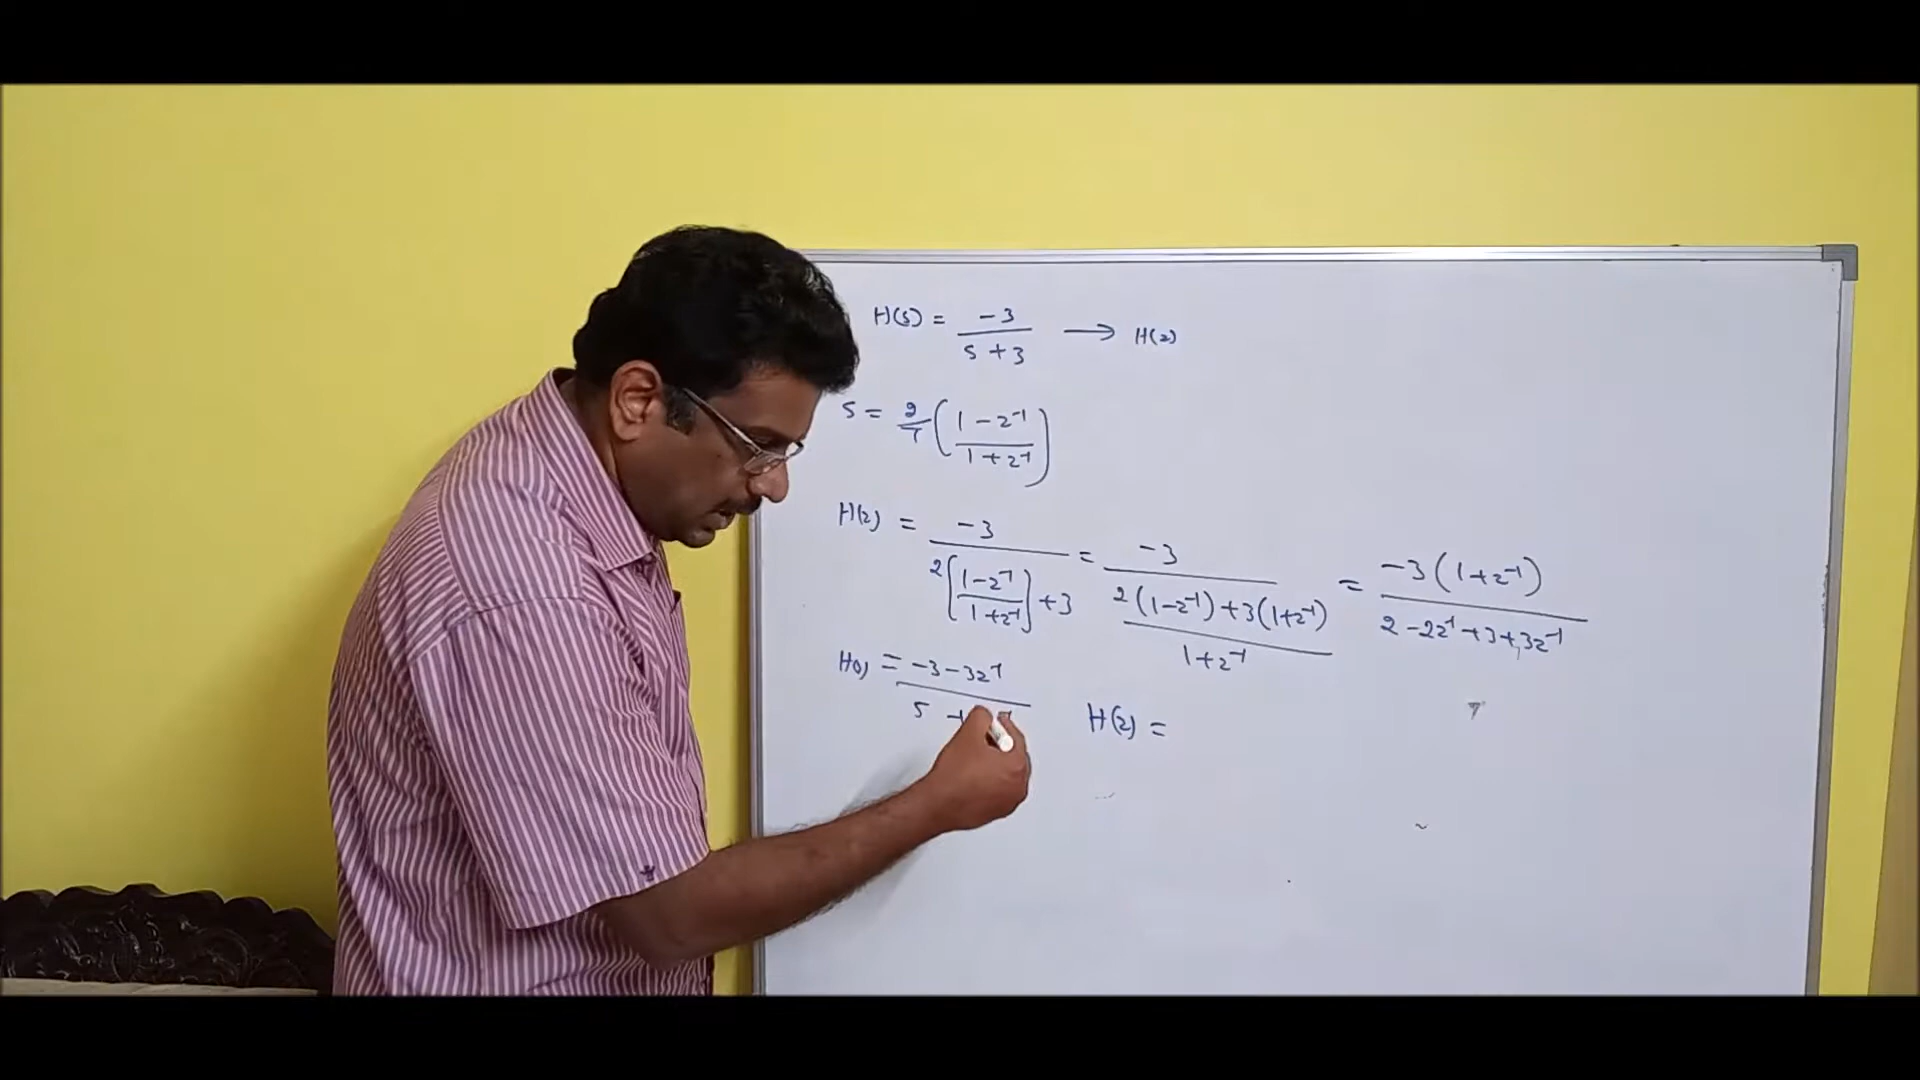 H(s) = -3 / (s + 3) → H(z)
s = 2/T ( (1 - z⁻¹) / (1 + z⁻¹) )
H(z) = -3 / ( 2 [ (1 - z⁻¹) / (1 + z⁻¹) ] + 3 ) = -3 / ( ( 2(1 - z⁻¹) + 3(1 + z⁻¹) ) / (1 + z⁻¹) ) = -3(1 + z⁻¹) / (2 - 2z⁻¹ + 3 + 3z⁻¹)
H(z) = (-3 - 3z⁻¹) / (5 +
H(z) =